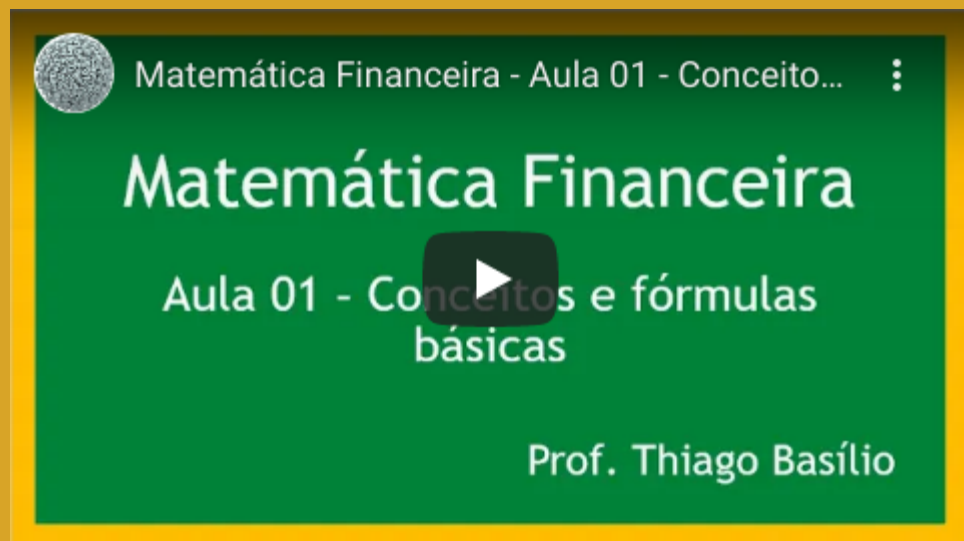 Matemática Financeira - Aula 01 - Conceito...
Matemática Financeira
Aula 01 - Conceitos e fórmulas
básicas
Prof. Thiago Basílio